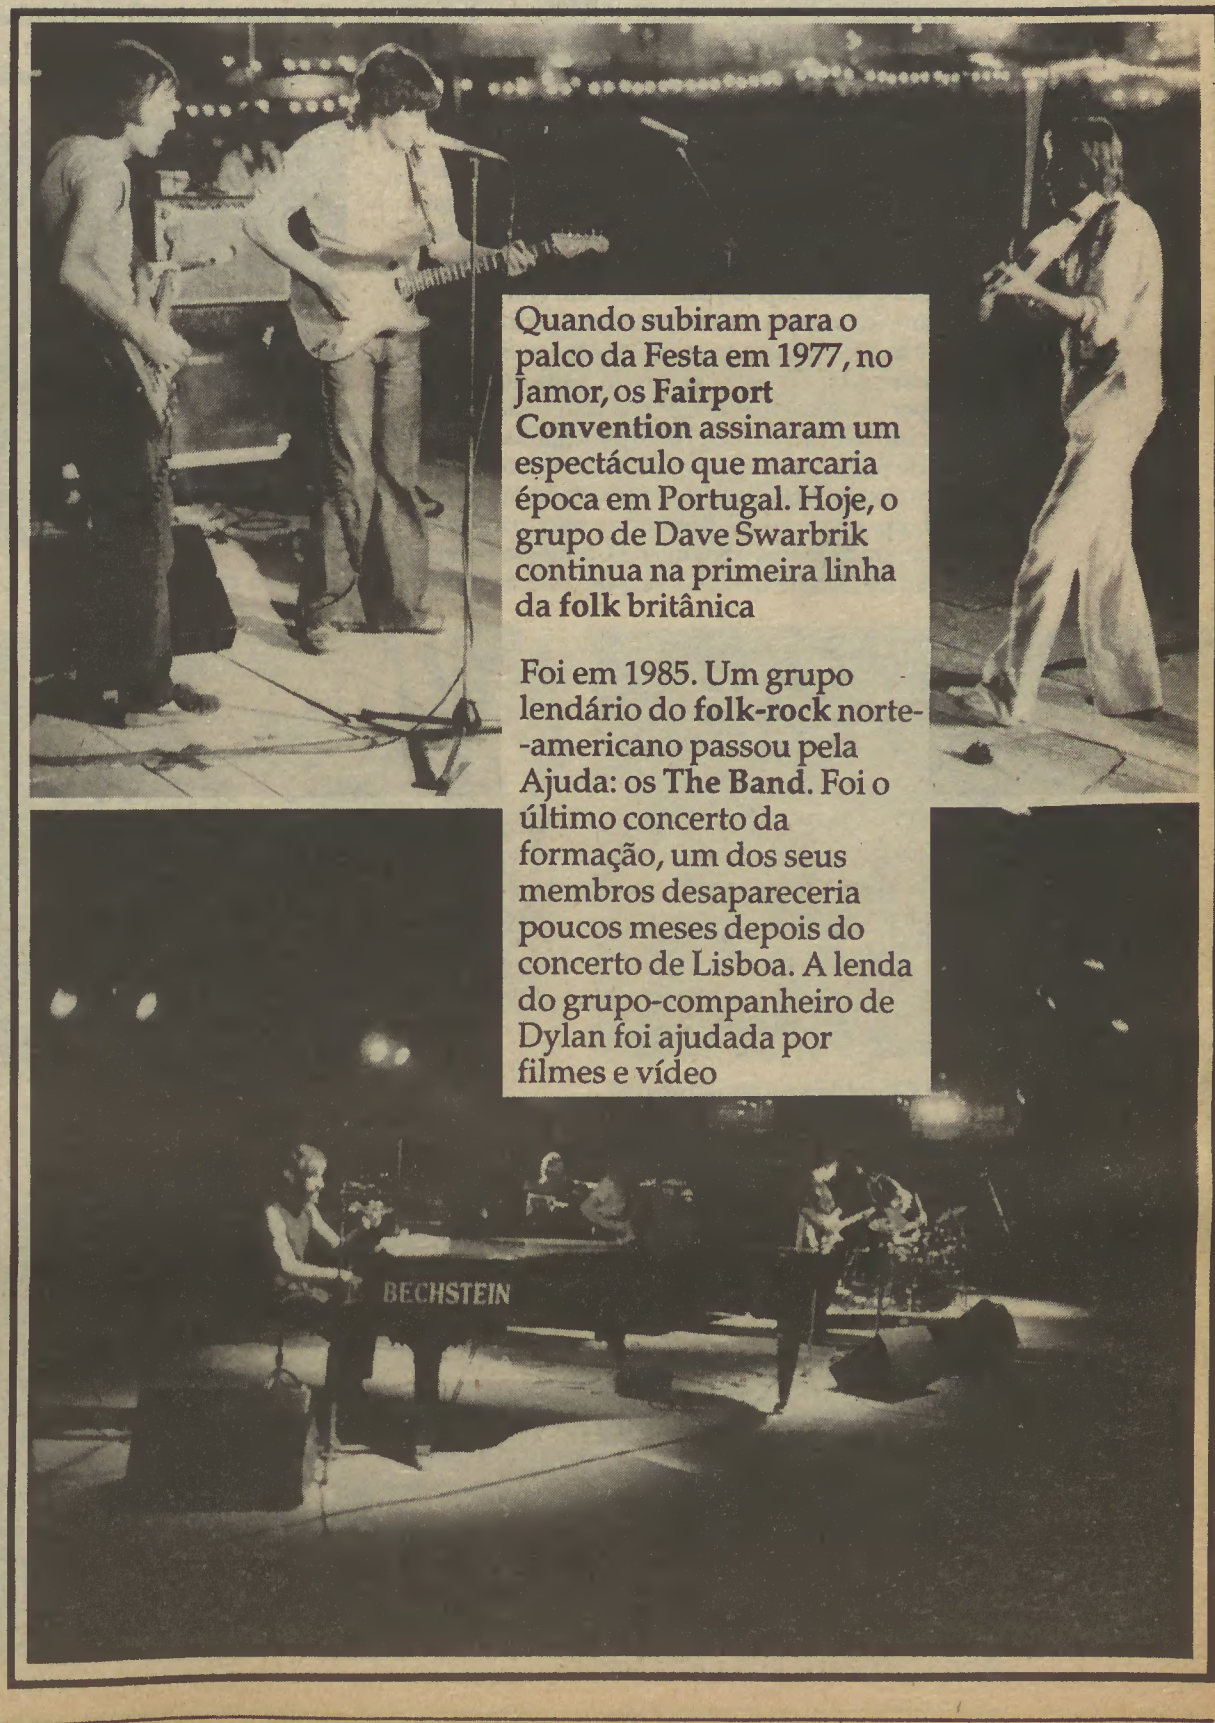 Quando subiram para o
palco da Festa em 1977, no
Jamor, os Fairport
Convention assinaram um
espectáculo que marcaria
época em Portugal. Hoje, o
grupo de Dave Swarbrik
continua na primeira linha
da folk britânica
Foi em 1985. Um grupo
lendário do folk-rock norte-
-americano passou pela
Ajuda: os The Band. Foi o
último concerto da
formação, um dos seus
membros desapareceria
poucos meses depois do
concerto de Lisboa. A lenda
do grupo-companheiro de
Dylan foi ajudada por
filmes e vídeo
BECHSTEIN